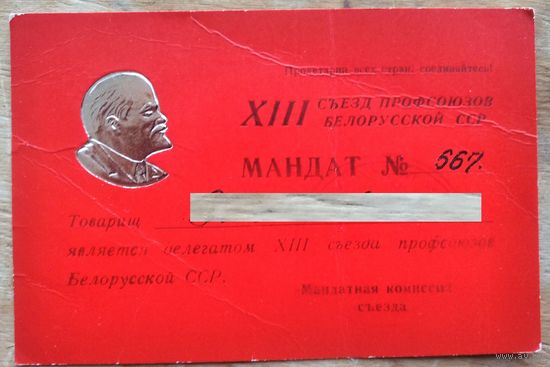 Пролетарии всех стран, соединяйтесь!
XIII СЪЕЗД ПРОФСОЮЗОВ
БЕЛОРУССКОЙ ССР
МАНДАТ № 667.
Товарищ
является делегатом XIII съезда профсоюзов
Белорусской ССР.
Мандатная комиссия
съезда